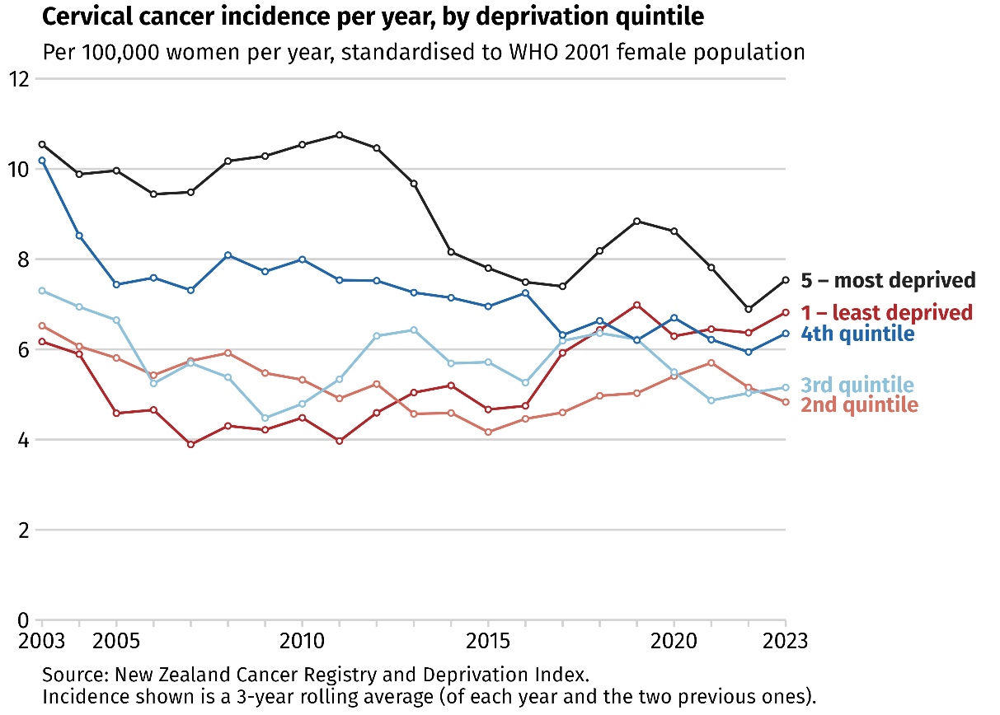 Cervical cancer incidence per year, by deprivation quintile
Per 100,000 women per year, standardised to WHO 2001 female population
12
10
8
6
4
2
0
5 – most deprived
1 – least deprived
4th quintile
3rd quintile
2nd quintile
2003 2005 2010 2015 2020 2023
Source: New Zealand Cancer Registry and Deprivation Index.
Incidence shown is a 3-year rolling average (of each year and the two previous ones).